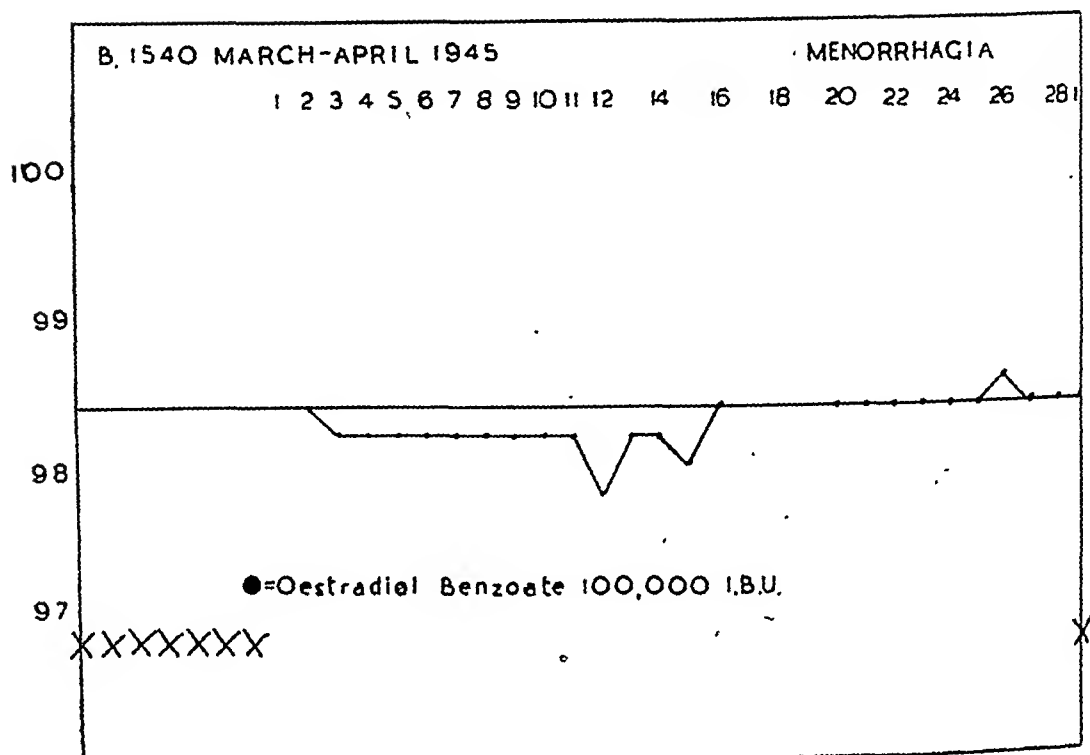 B. 1540 MARCH-APRIL 1945 MENORRHAGIA
1 2 3 4 5 6 7 8 9 10 11 12 14 16 18 20 22 24 26 28 1
100
99
98
●=Oestradiol Benzoate 100,000 I.B.U.
97
XXXXXXX X